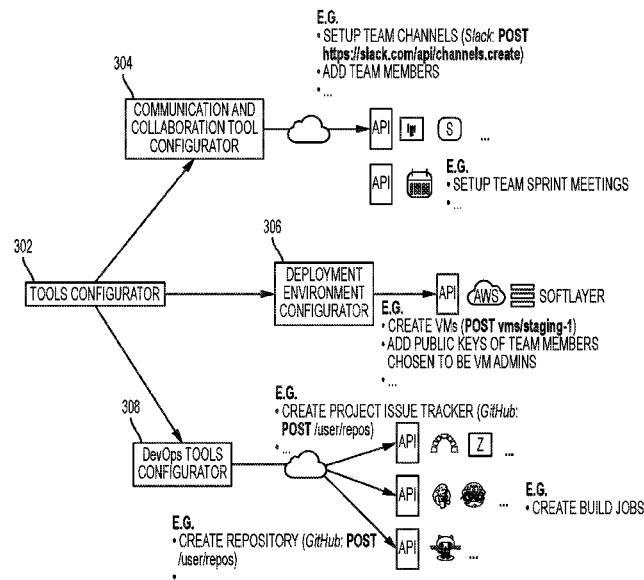 E.G.
• SETUP TEAM CHANNELS (Slack: POST
https://slack.com/api/channels.create)
• ADD TEAM MEMBERS
• ...
304
COMMUNICATION AND
COLLABORATION TOOL
CONFIGURATOR
API
S
...
API
E.G.
• SETUP TEAM SPRINT MEETINGS
• ...
302
TOOLS CONFIGURATOR
306
DEPLOYMENT
ENVIRONMENT
CONFIGURATOR
API
AWS
SOFTLAYER
E.G.
• CREATE VMs (POST vms/staging-1)
• ADD PUBLIC KEYS OF TEAM MEMBERS
CHOSEN TO BE VM ADMINS
• ...
308
DevOps TOOLS
CONFIGURATOR
E.G.
• CREATE PROJECT ISSUE TRACKER (GitHub:
POST /user/repos)
• ...
API
Z
...
API
...
E.G.
• CREATE BUILD JOBS
API
...
E.G.
• CREATE REPOSITORY (GitHub: POST
/user/repos)
•